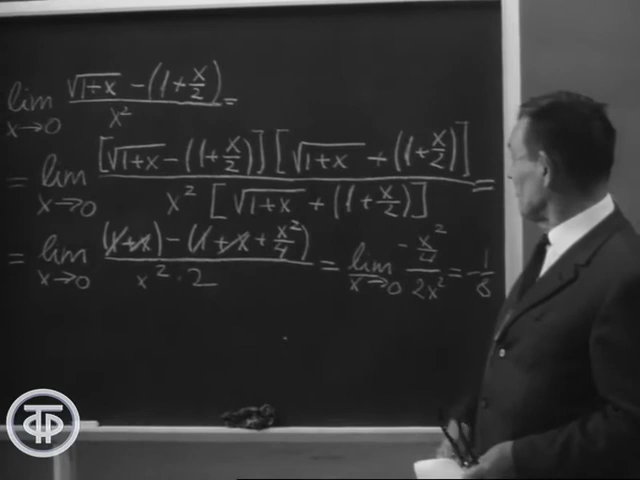 lim x→0 (√(1+x) − (1 + x/2)) / x² =
= lim x→0 ([√(1+x) − (1 + x/2)] [√(1+x) + (1 + x/2)]) / (x² [√(1+x) + (1 + x/2)]) =
= lim x→0 ((1+x) − (1 + x + x²/4)) / (x² · 2) = lim x→0 (−x²/4) / (2x²) = −1/8